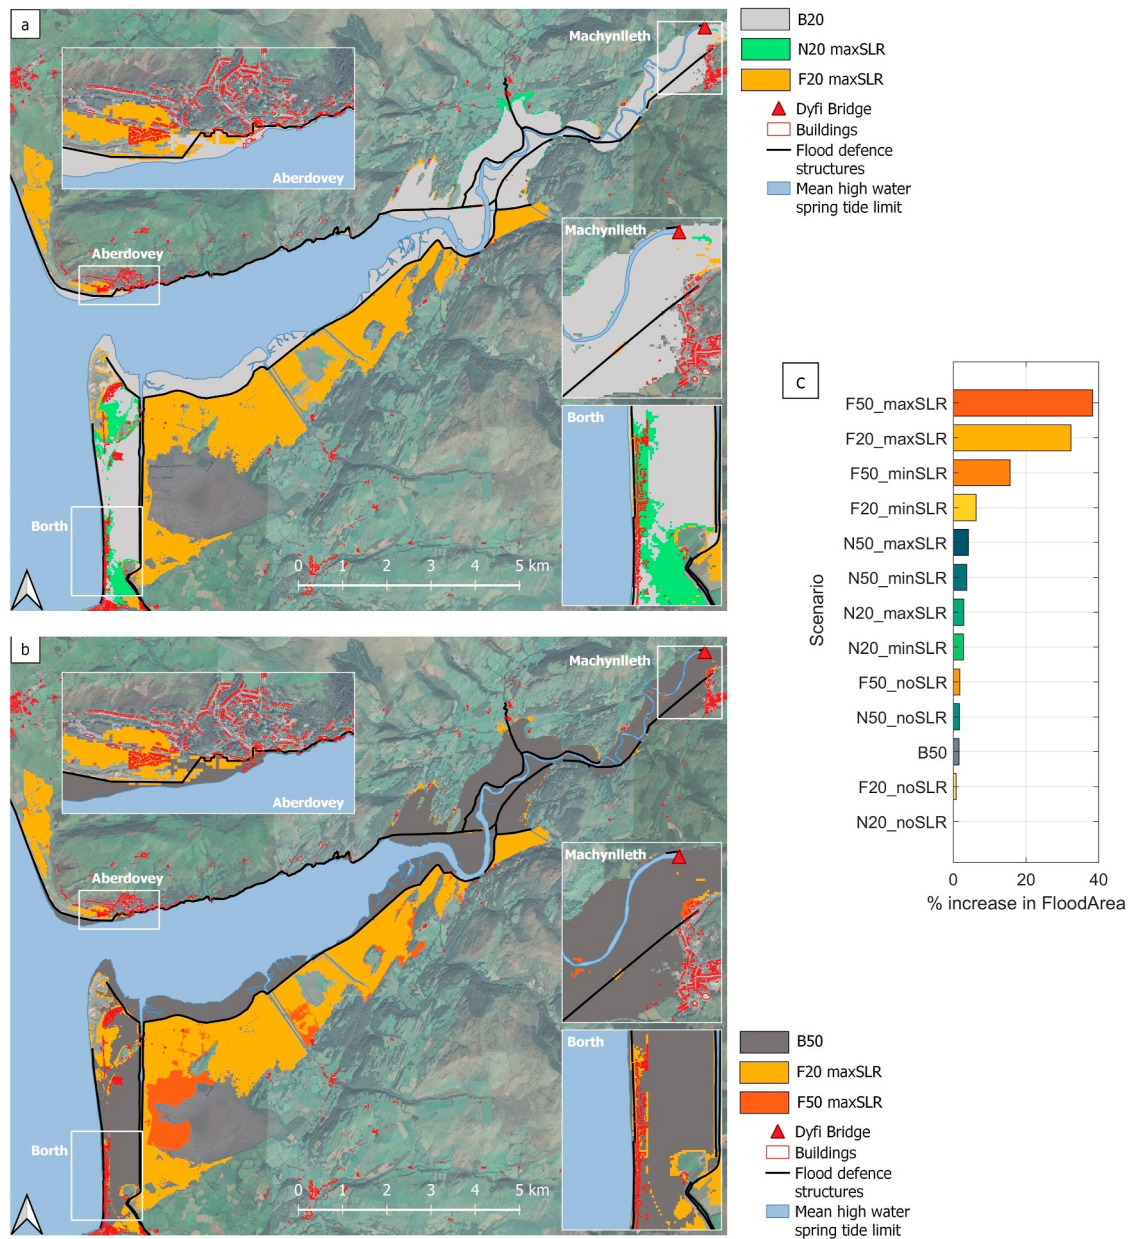 a
Machynlleth
Aberdovey
Aberdovey
Machynlleth
Borth
Borth
0 1 2 3 4 5 km
B20
N20 maxSLR
F20 maxSLR
Dyfi Bridge
Buildings
Flood defence
structures
Mean high water
spring tide limit
b
Machynlleth
Aberdovey
Aberdovey
Machynlleth
Borth
Borth
0 1 2 3 4 5 km
B50
F20 maxSLR
F50 maxSLR
Dyfi Bridge
Buildings
Flood defence
structures
Mean high water
spring tide limit
c
Scenario
F50_maxSLR
F20_maxSLR
F50_minSLR
F20_minSLR
N50_maxSLR
N50_minSLR
N20_maxSLR
N20_minSLR
F50_noSLR
N50_noSLR
B50
F20_noSLR
N20_noSLR
0 20 40
% increase in FloodArea